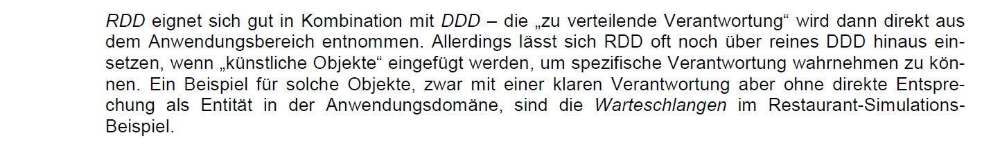 RDD eignet sich gut in Kombination mit DDD – die „zu verteilende Verantwortung“ wird dann direkt aus
dem Anwendungsbereich entnommen. Allerdings lässt sich RDD oft noch über reines DDD hinaus ein-
setzen, wenn „künstliche Objekte“ eingefügt werden, um spezifische Verantwortung wahrnehmen zu kön-
nen. Ein Beispiel für solche Objekte, zwar mit einer klaren Verantwortung aber ohne direkte Entspre-
chung als Entität in der Anwendungsdomäne, sind die Warteschlangen im Restaurant-Simulations-
Beispiel.